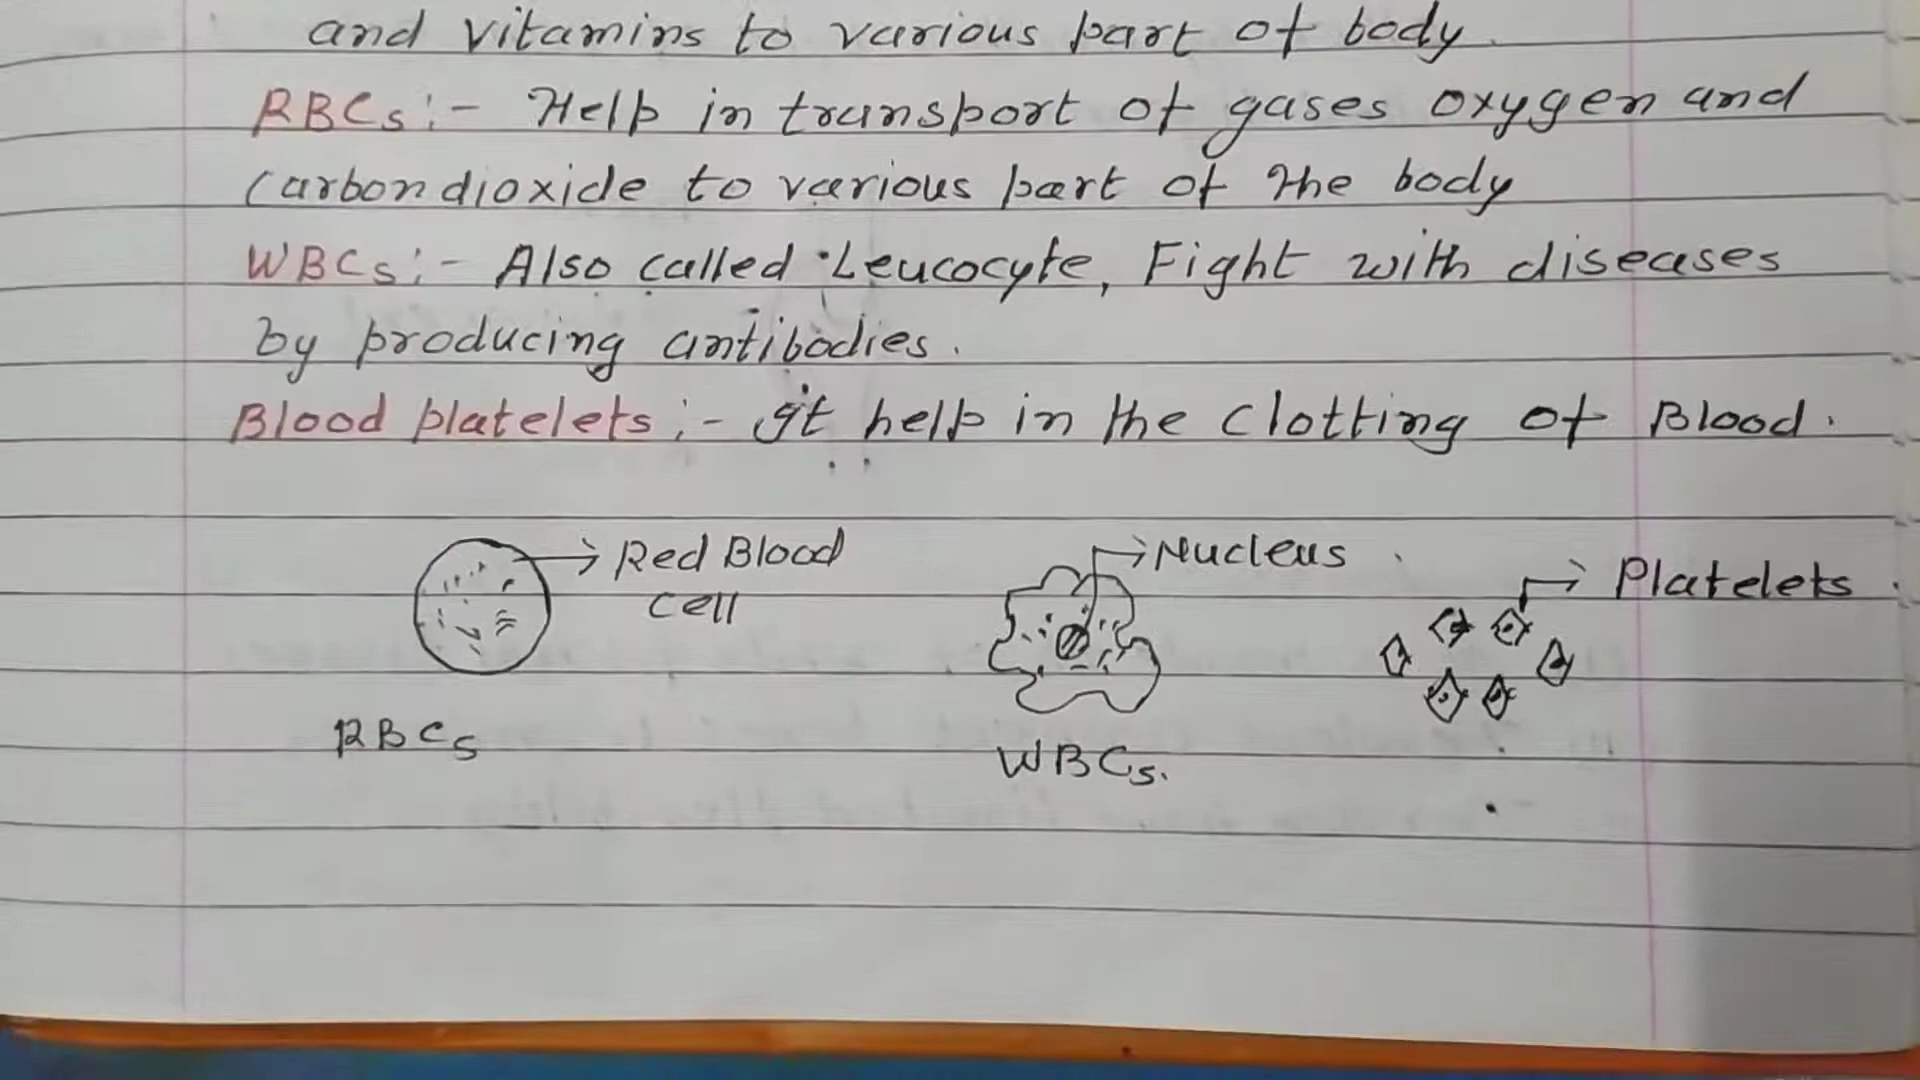 and vitamins to various part of body.
RBCs :- Help in transport of gases oxygen and
Carbondioxide to various part of the body
WBCs :- Also called Leucocyte, Fight with diseases
by producing antibodies.
Blood platelets :- It help in the Clotting of Blood.
Red Blood
Cell
Nucleus
Platelets
RBCs
WBCs.